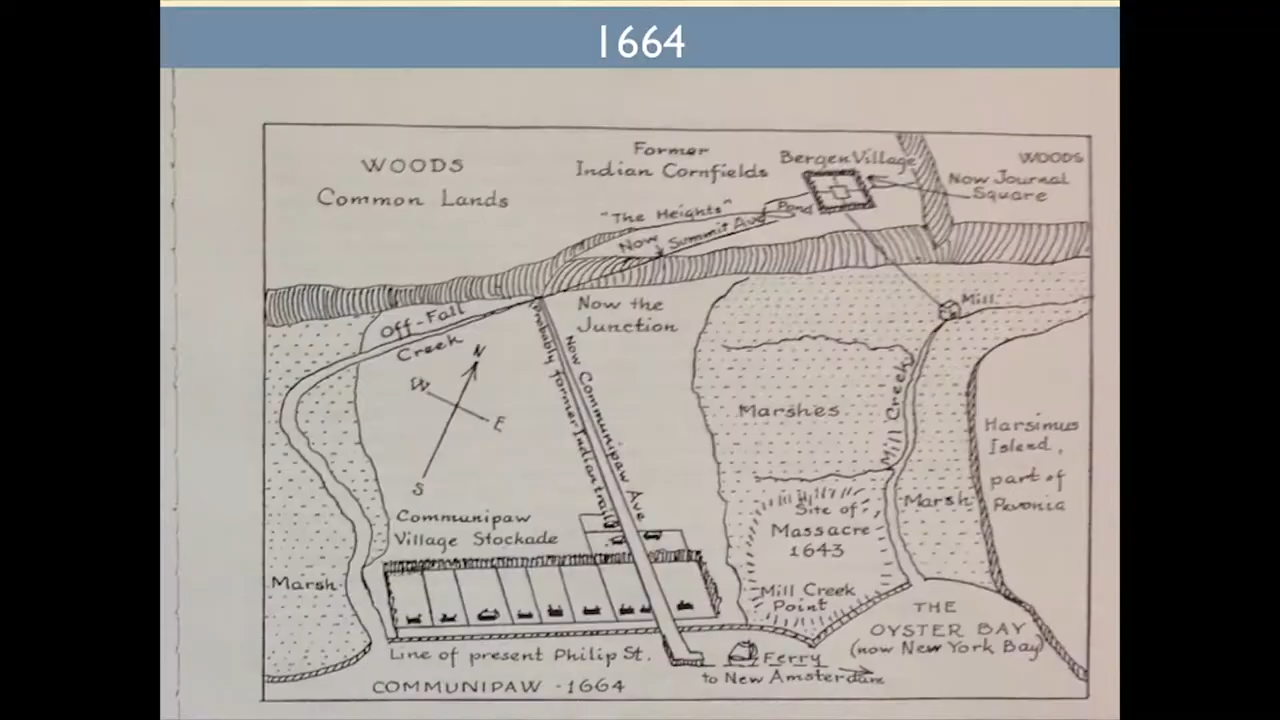 1664
WOODS
Common Lands
Former
Indian Cornfields
Bergen Village
WOODS
Now Journal
Square
"The Heights"
Pond
Now Summit Ave
Off-Fall
Creek
Now the
Junction
Mill
N
W
E
S
Probably former Indian trail
Now Communipaw Ave
Marshes
Mill Creek
Harsimus
Island,
part of
Pavonia
Marsh
Communipaw
Village Stockade
Site of
Massacre
1643
Marsh
Mill Creek
Point
THE
OYSTER BAY
(now New York Bay)
Line of present Philip St.
Ferry
to New Amsterdam
COMMUNIPAW - 1664